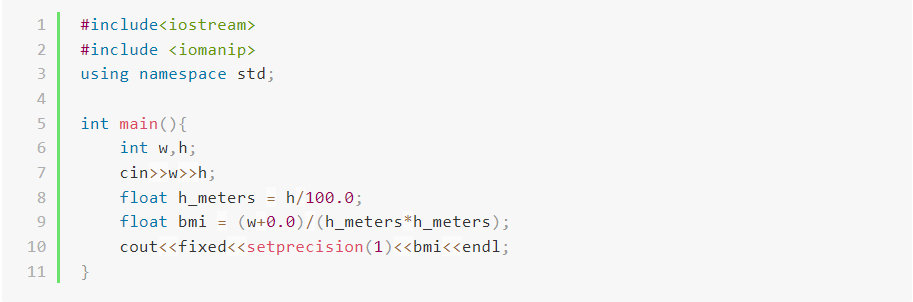 1 #include<iostream>
2 #include <iomanip>
3 using namespace std;
4
5 int main(){
6     int w,h;
7     cin>>w>>h;
8     float h_meters = h/100.0;
9     float bmi = (w+0.0)/(h_meters*h_meters);
10     cout<<fixed<<setprecision(1)<<bmi<<endl;
11 }